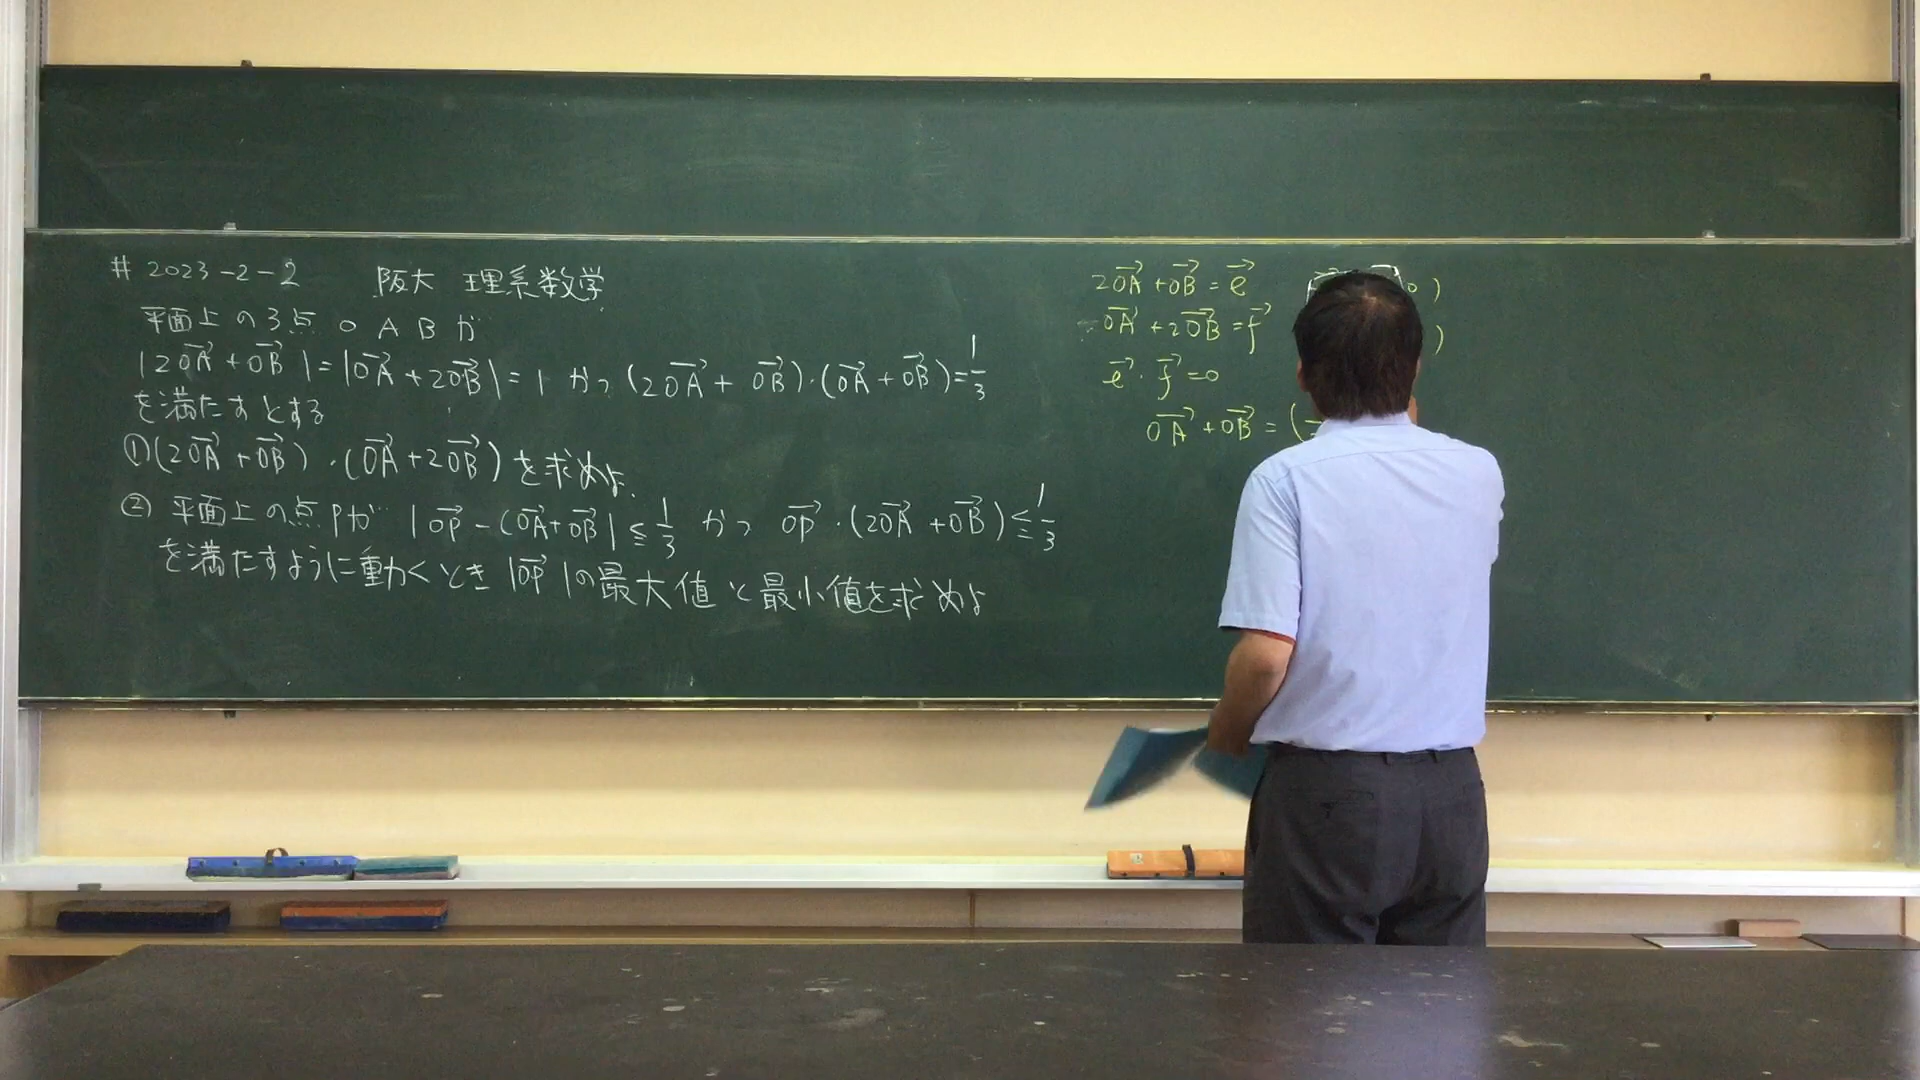 # 2023-2-2 阪大 理系数学
平面上の3点 O A B が
|2OA→ + OB→| = |OA→ + 2OB→| = 1 かつ (2OA→ + OB→)・(OA→ + OB→) = 1/3
を満たすとする
① (2OA→ + OB→)・(OA→ + 2OB→) を求めよ.
② 平面上の点Pが |OP→ - (OA→ + OB→| ≦ 1/3 かつ OP→・(2OA→ + OB→) ≦ 1/3
を満たすように動くとき |OP→| の最大値と最小値を求めよ
2OA→ + OB→ = e→ 0 )
OA→ + 2OB→ = f→ )
e→・f→ = 0
OA→ + OB→ = (